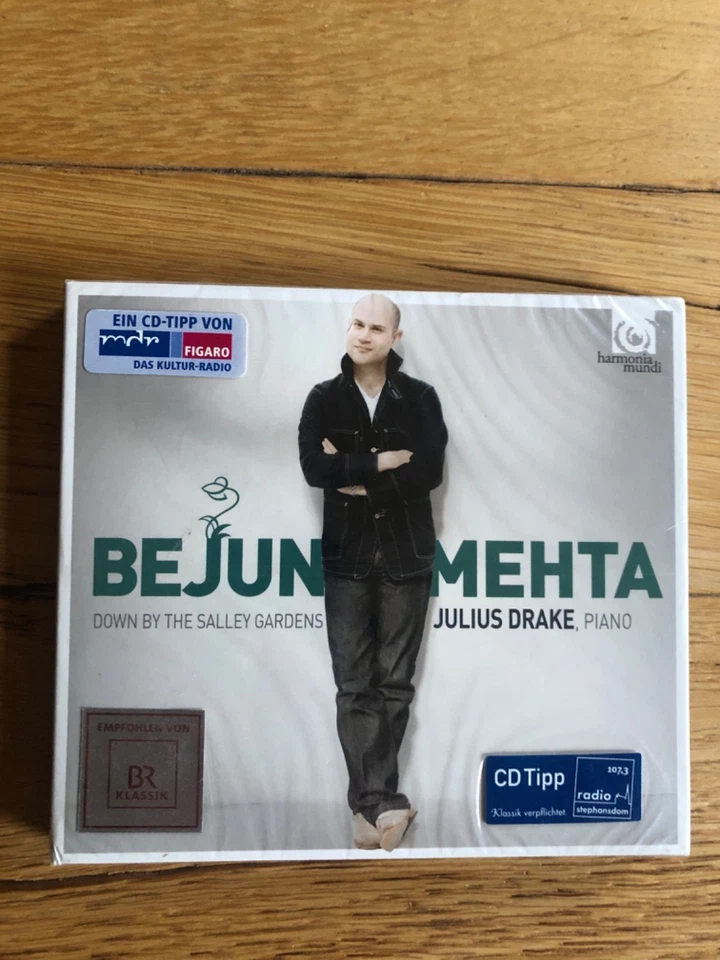 EIN CD-TIPP VON
mdr FIGARO
DAS KULTUR-RADIO
harmonia
mundi
BEJUN MEHTA
DOWN BY THE SALLEY GARDENS JULIUS DRAKE, PIANO
EMPFOHLEN VON
BR
KLASSIK
CD Tipp
107,3
radio
stephansdom
Klassik verpflichtet.